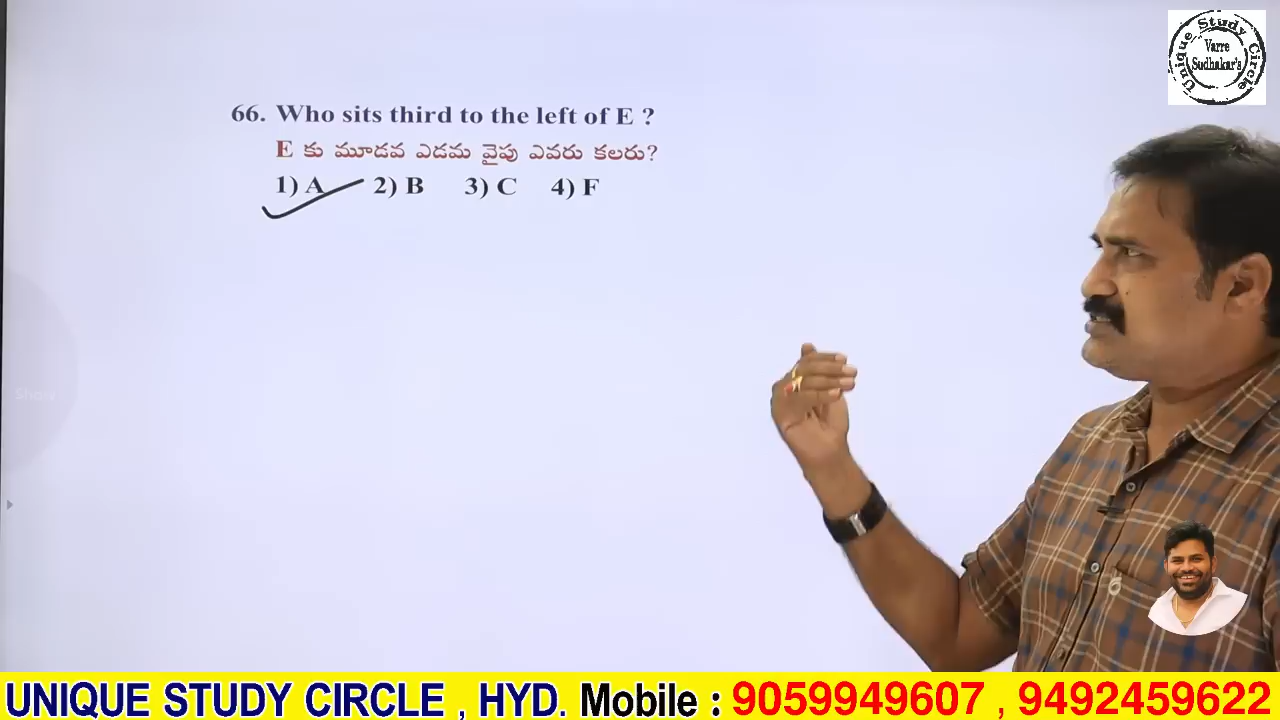 Unique Study Circle
Varre
Sudhakar's
66. Who sits third to the left of E ?
E కు మూడవ ఎడమ వైపు ఎవరు కలరు?
1) A 2) B 3) C 4) F
Show
UNIQUE STUDY CIRCLE , HYD. Mobile : 9059949607 , 9492459622